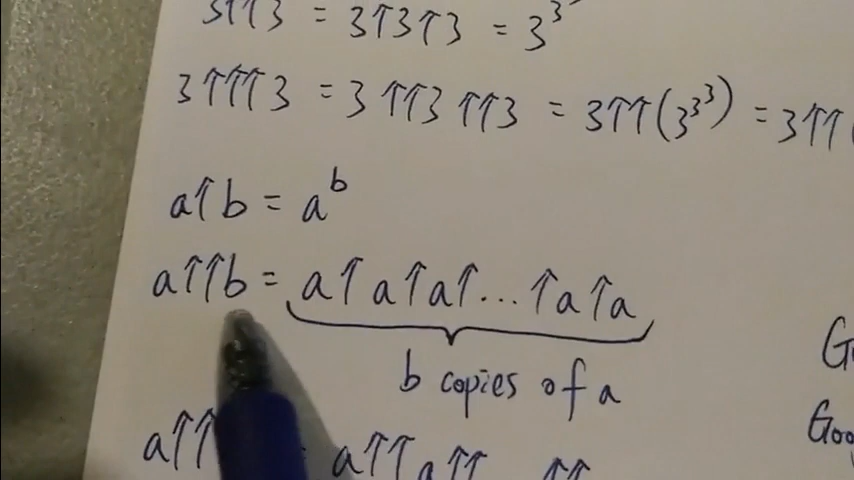 3↑↑3 = 3↑3↑3 = 3^3^
3↑↑↑3 = 3↑↑3↑↑3 = 3↑↑(3^3^3) = 3↑↑(
a↑b = a^b
a↑↑b = a↑a↑a↑...↑a↑a
b copies of a
G
Goo
a↑↑ = a↑↑a↑↑ ↑↑